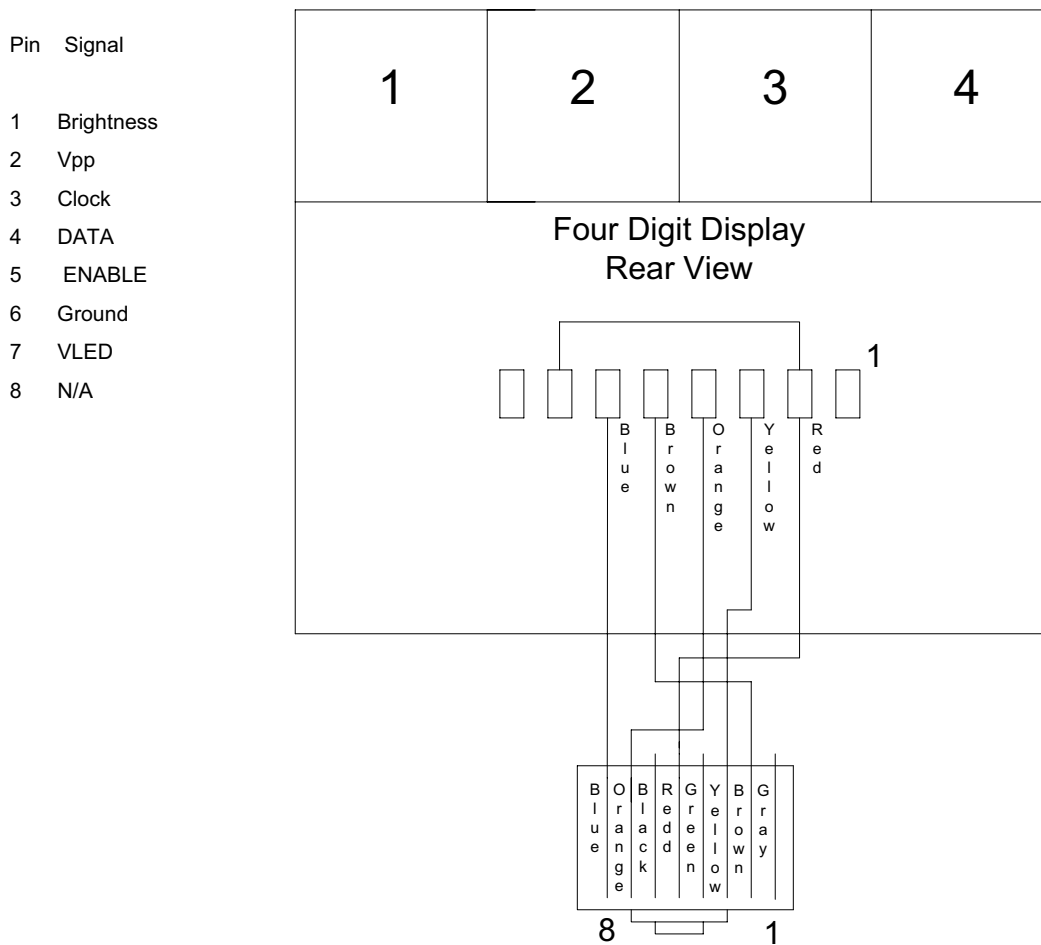 Pin Signal
1 Brightness
2 Vpp
3 Clock
4 DATA
5 ENABLE
6 Ground
7 VLED
8 N/A
1
2
3
4
Four Digit Display
Rear View
1
Blue
Brown
Orange
Yellow
Red
Blue
Orange
Black
Redd
Green
Yellow
Brown
Gray
8
1